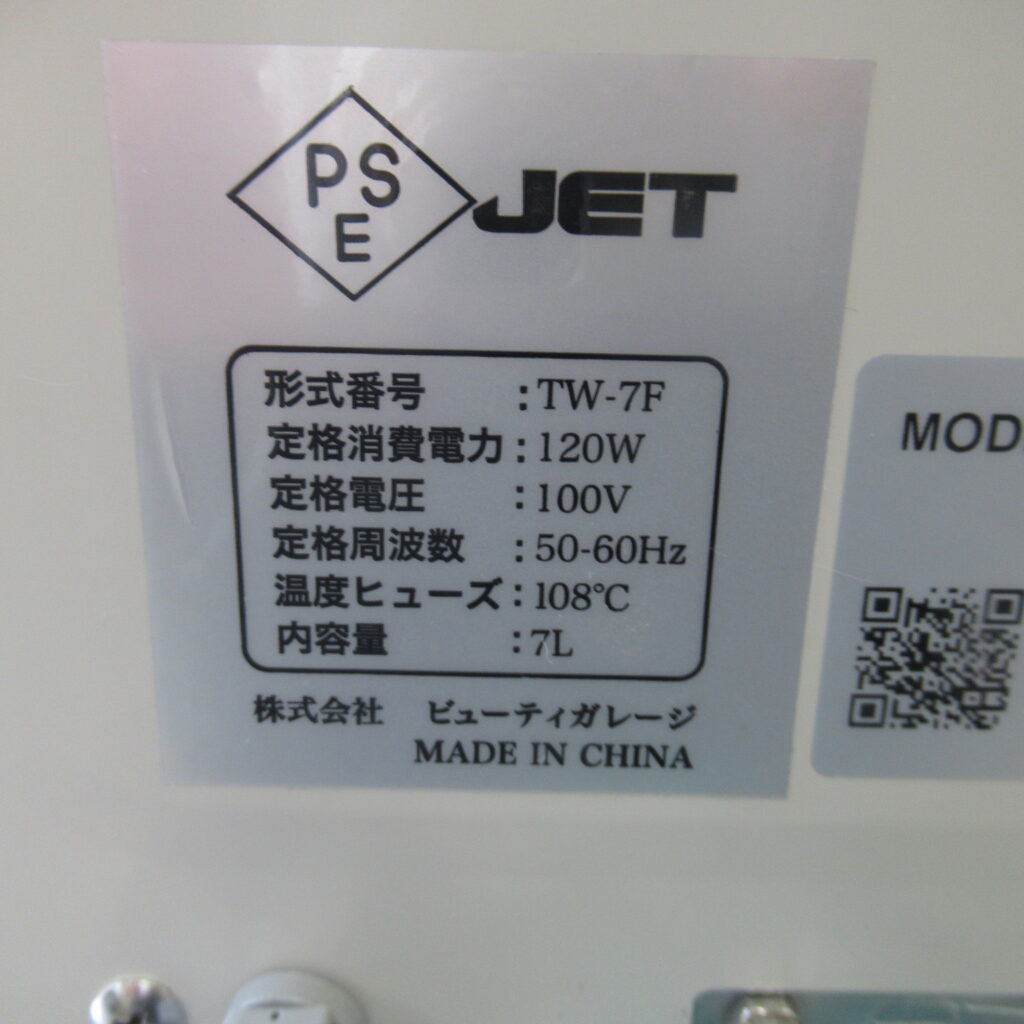 PS
E
JET
形式番号 :TW-7F
定格消費電力:120W
定格電圧 :100V
定格周波数 :50-60Hz
温度ヒューズ:108℃
内容量 :7L
株式会社 ビューティガレージ
MADE IN CHINA
MOD